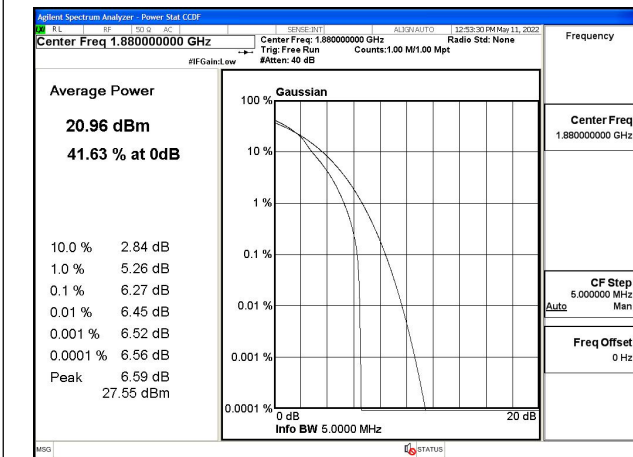 Agilent Spectrum Analyzer - Power Stat CCDF
RL RF 50 Ω AC SENSE:INT ALIGN AUTO 12:53:30 PM May 11, 2022
Center Freq 1.880000000 GHz
Center Freq: 1.880000000 GHz Radio Std: None
Trig: Free Run Counts:1.00 M/1.00 Mpt
#IFGain:Low #Atten: 40 dB
Frequency
Average Power
20.96 dBm
41.63 % at 0dB
10.0 % 2.84 dB
1.0 % 5.26 dB
0.1 % 6.27 dB
0.01 % 6.45 dB
0.001 % 6.52 dB
0.0001 % 6.56 dB
Peak 6.59 dB
27.55 dBm
Gaussian
100 %
10 %
1 %
0.1 %
0.01 %
0.001 %
0.0001 %
0 dB 20 dB
Info BW 5.0000 MHz
Center Freq
1.880000000 GHz
CF Step
5.000000 MHz
Auto Man
Freq Offset
0 Hz
MSG STATUS